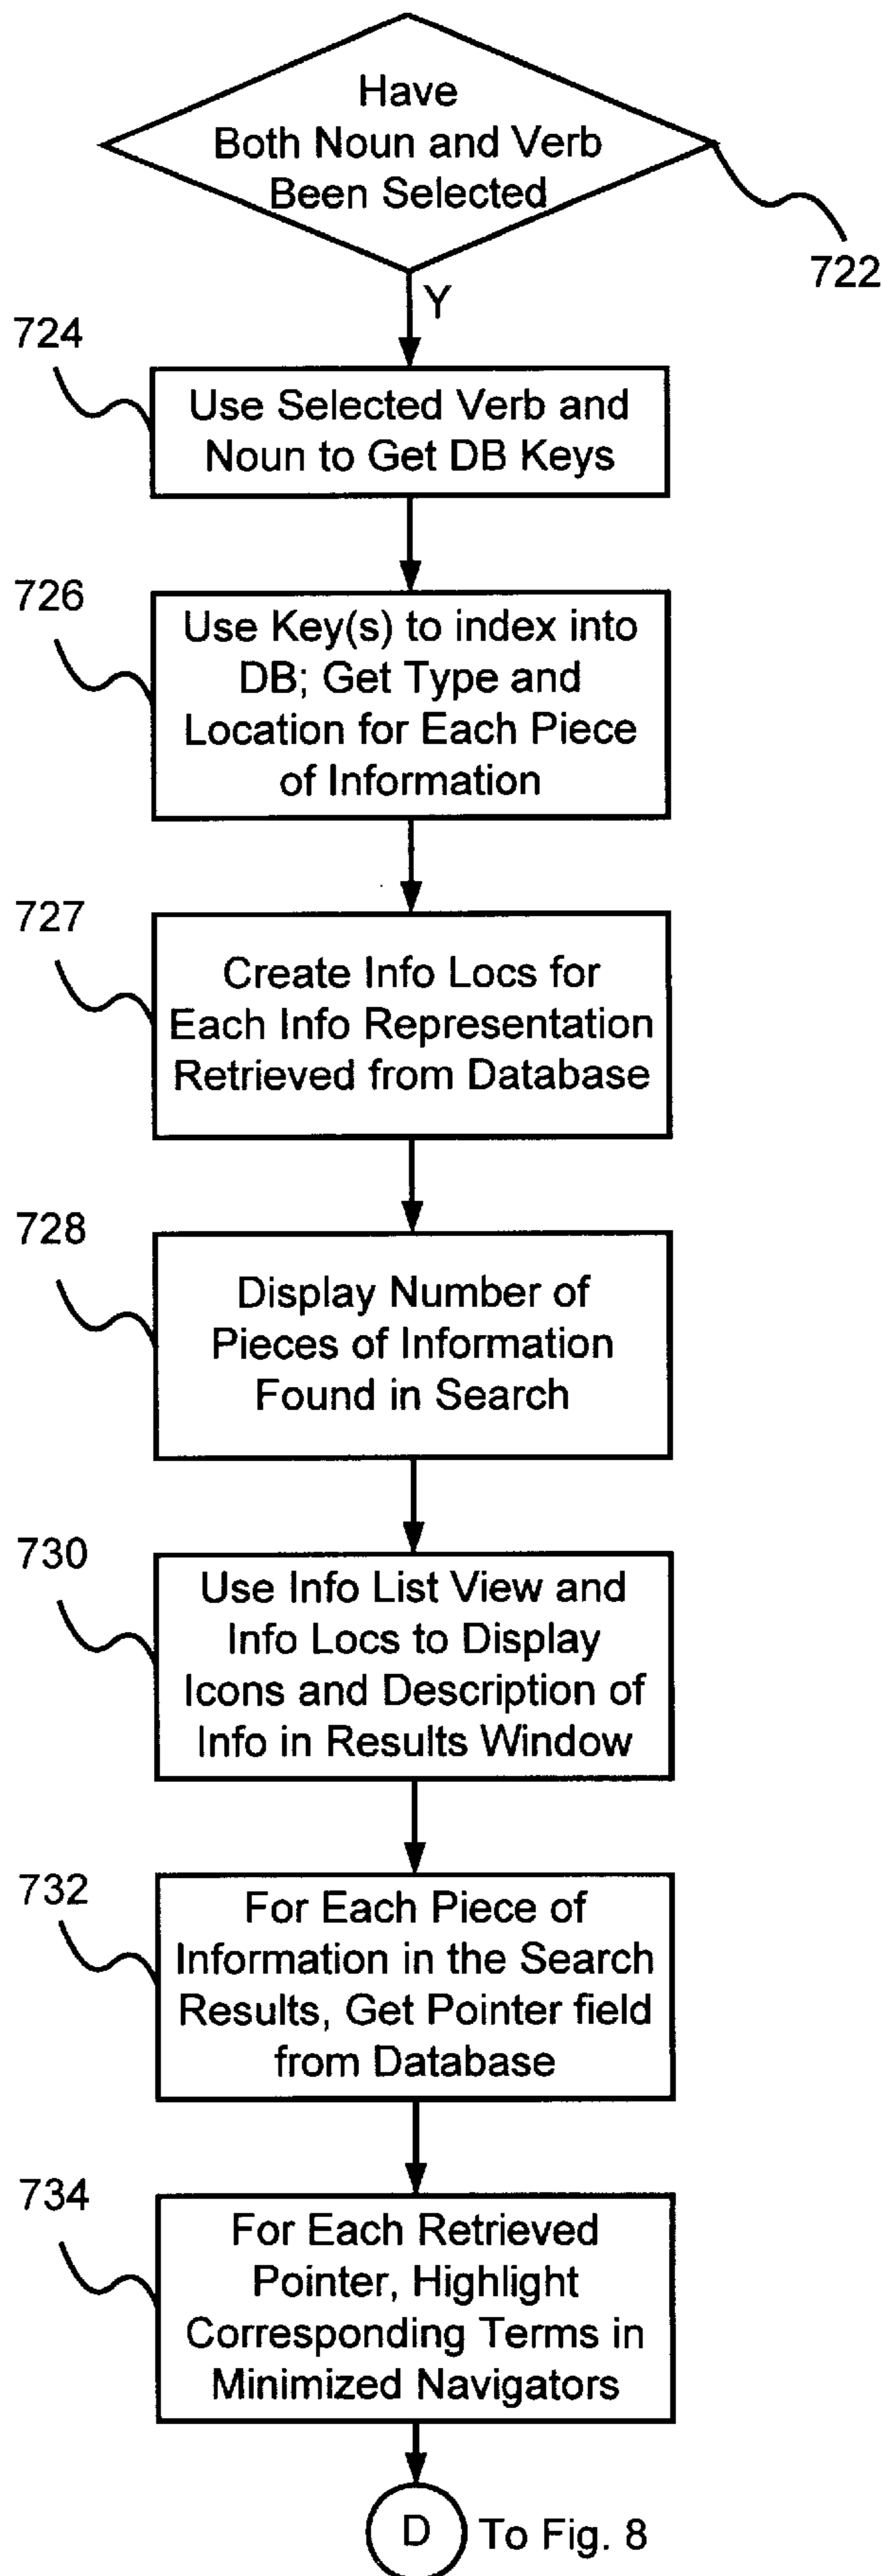 Have
Both Noun and Verb
Been Selected
722
Y
724
Use Selected Verb and
Noun to Get DB Keys
726
Use Key(s) to index into
DB; Get Type and
Location for Each Piece
of Information
727
Create Info Locs for
Each Info Representation
Retrieved from Database
728
Display Number of
Pieces of Information
Found in Search
730
Use Info List View and
Info Locs to Display
Icons and Description of
Info in Results Window
732
For Each Piece of
Information in the Search
Results, Get Pointer field
from Database
734
For Each Retrieved
Pointer, Highlight
Corresponding Terms in
Minimized Navigators
D To Fig. 8